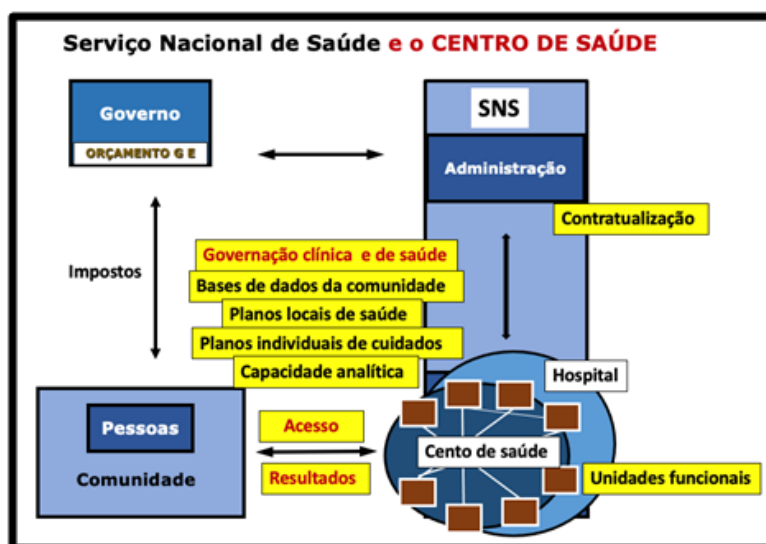 Serviço Nacional de Saúde e o CENTRO DE SAÚDE
Governo
ORÇAMENTO G E
SNS
Administração
Contratualização
Impostos
Governação clínica e de saúde
Bases de dados da comunidade
Planos locais de saúde
Planos individuais de cuidados
Capacidade analítica
Hospital
Pessoas
Comunidade
Acesso
Resultados
Cento de saúde
Unidades funcionais